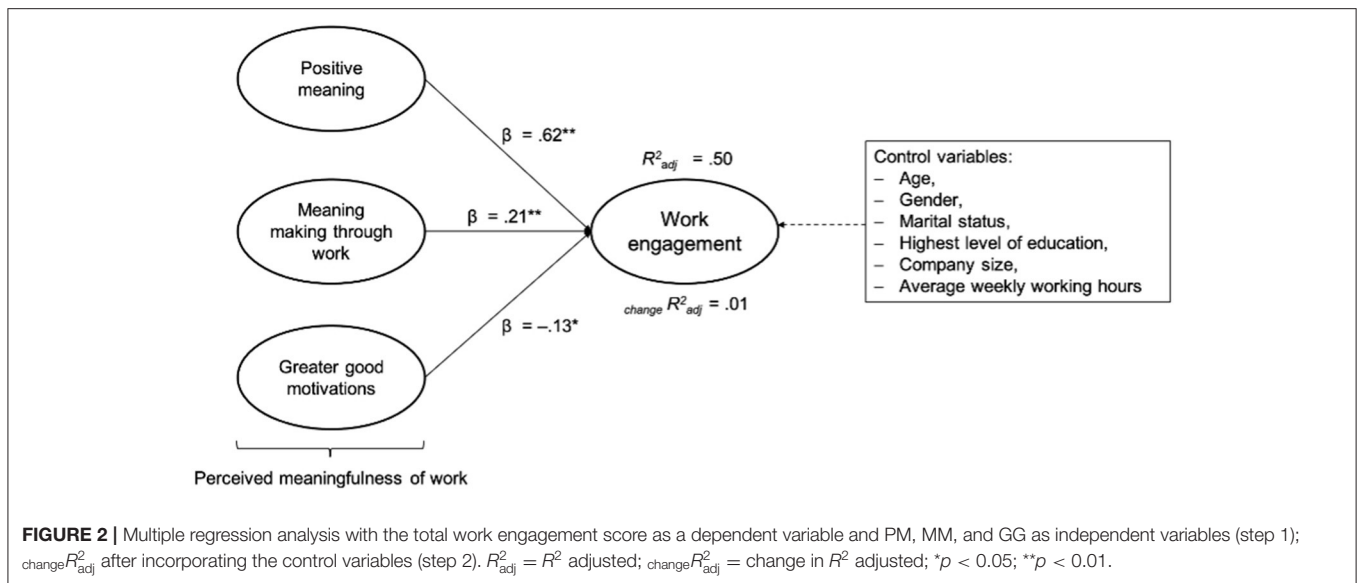 Positive
meaning
β = .62**
R²adj = .50
Control variables:
– Age,
– Gender,
– Marital status,
– Highest level of education,
– Company size,
– Average weekly working hours
Meaning
making through
work
β = .21**
Work
engagement
change R²adj = .01
β = –.13*
Greater good
motivations
Perceived meaningfulness of work
FIGURE 2 | Multiple regression analysis with the total work engagement score as a dependent variable and PM, MM, and GG as independent variables (step 1);
changeR²adj after incorporating the control variables (step 2). R²adj = R² adjusted; changeR²adj = change in R² adjusted; *p < 0.05; **p < 0.01.